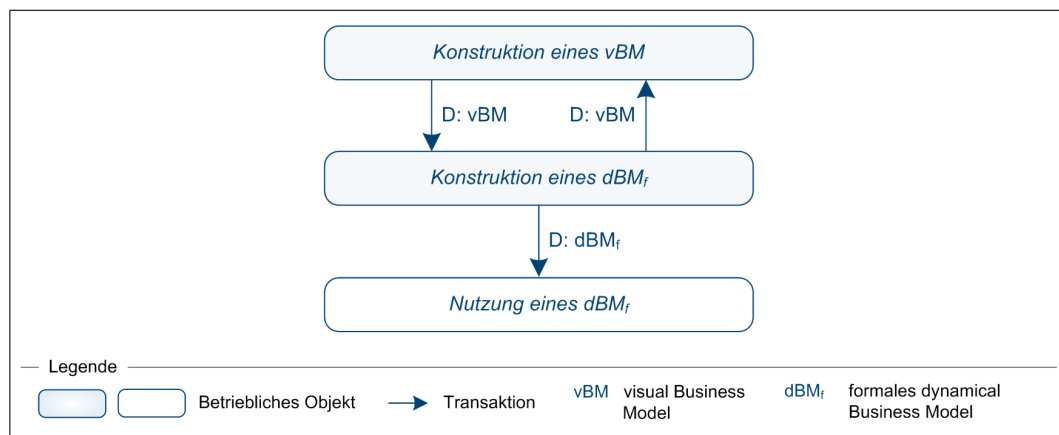 Konstruktion eines vBM
D: vBM
D: vBM
Konstruktion eines dBMf
D: dBMf
Nutzung eines dBMf
Legende
Betriebliches Objekt
Transaktion
vBM
visual Business
Model
dBMf
formales dynamical
Business Model